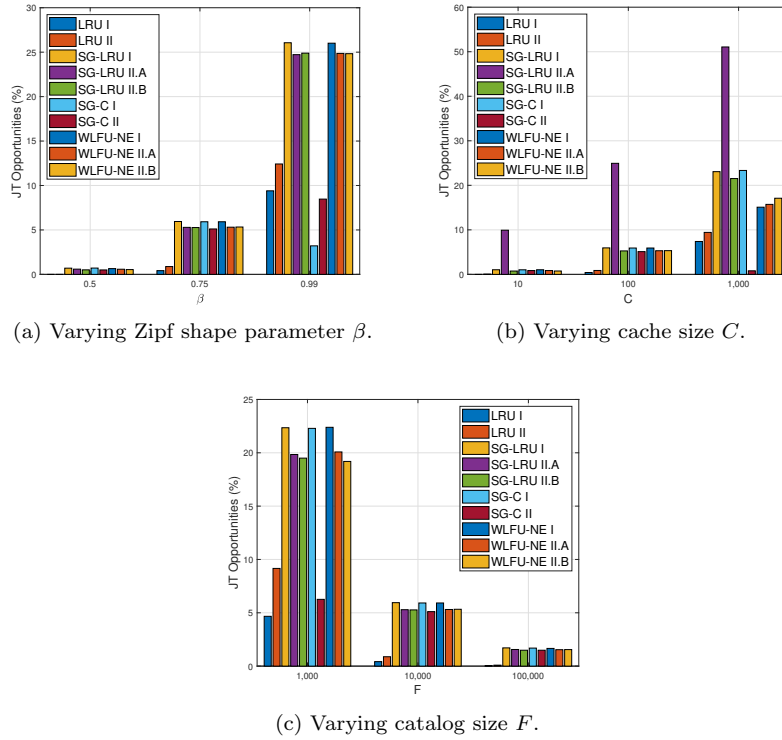 30
25
20
15
10
5
0
JT Opportunities (%)
LRU I
LRU II
SG-LRU I
SG-LRU II.A
SG-LRU II.B
SG-C I
SG-C II
WLFU-NE I
WLFU-NE II.A
WLFU-NE II.B
0.5 0.75 0.99
β
(a) Varying Zipf shape parameter β.
60
50
40
30
20
10
0
JT Opportunities (%)
LRU I
LRU II
SG-LRU I
SG-LRU II.A
SG-LRU II.B
SG-C I
SG-C II
WLFU-NE I
WLFU-NE II.A
WLFU-NE II.B
10 100 1,000
C
(b) Varying cache size C.
25
20
15
10
5
0
JT Opportunities (%)
LRU I
LRU II
SG-LRU I
SG-LRU II.A
SG-LRU II.B
SG-C I
SG-C II
WLFU-NE I
WLFU-NE II.A
WLFU-NE II.B
1,000 10,000 100,000
F
(c) Varying catalog size F.